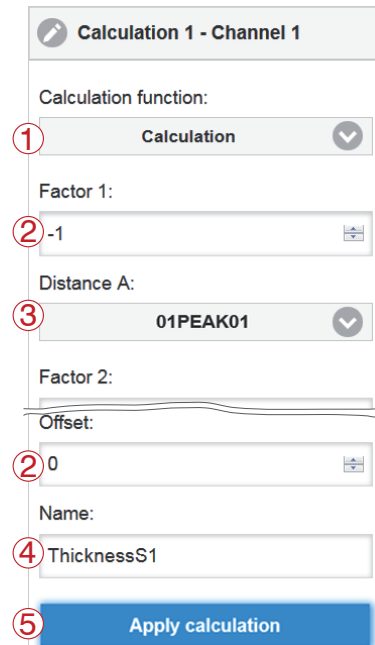 Calculation 1 - Channel 1
Calculation function:
① Calculation
Factor 1:
② -1
Distance A:
③ 01PEAK01
Factor 2:
Offset:
② 0
Name:
④ ThicknessS1
⑤ Apply calculation